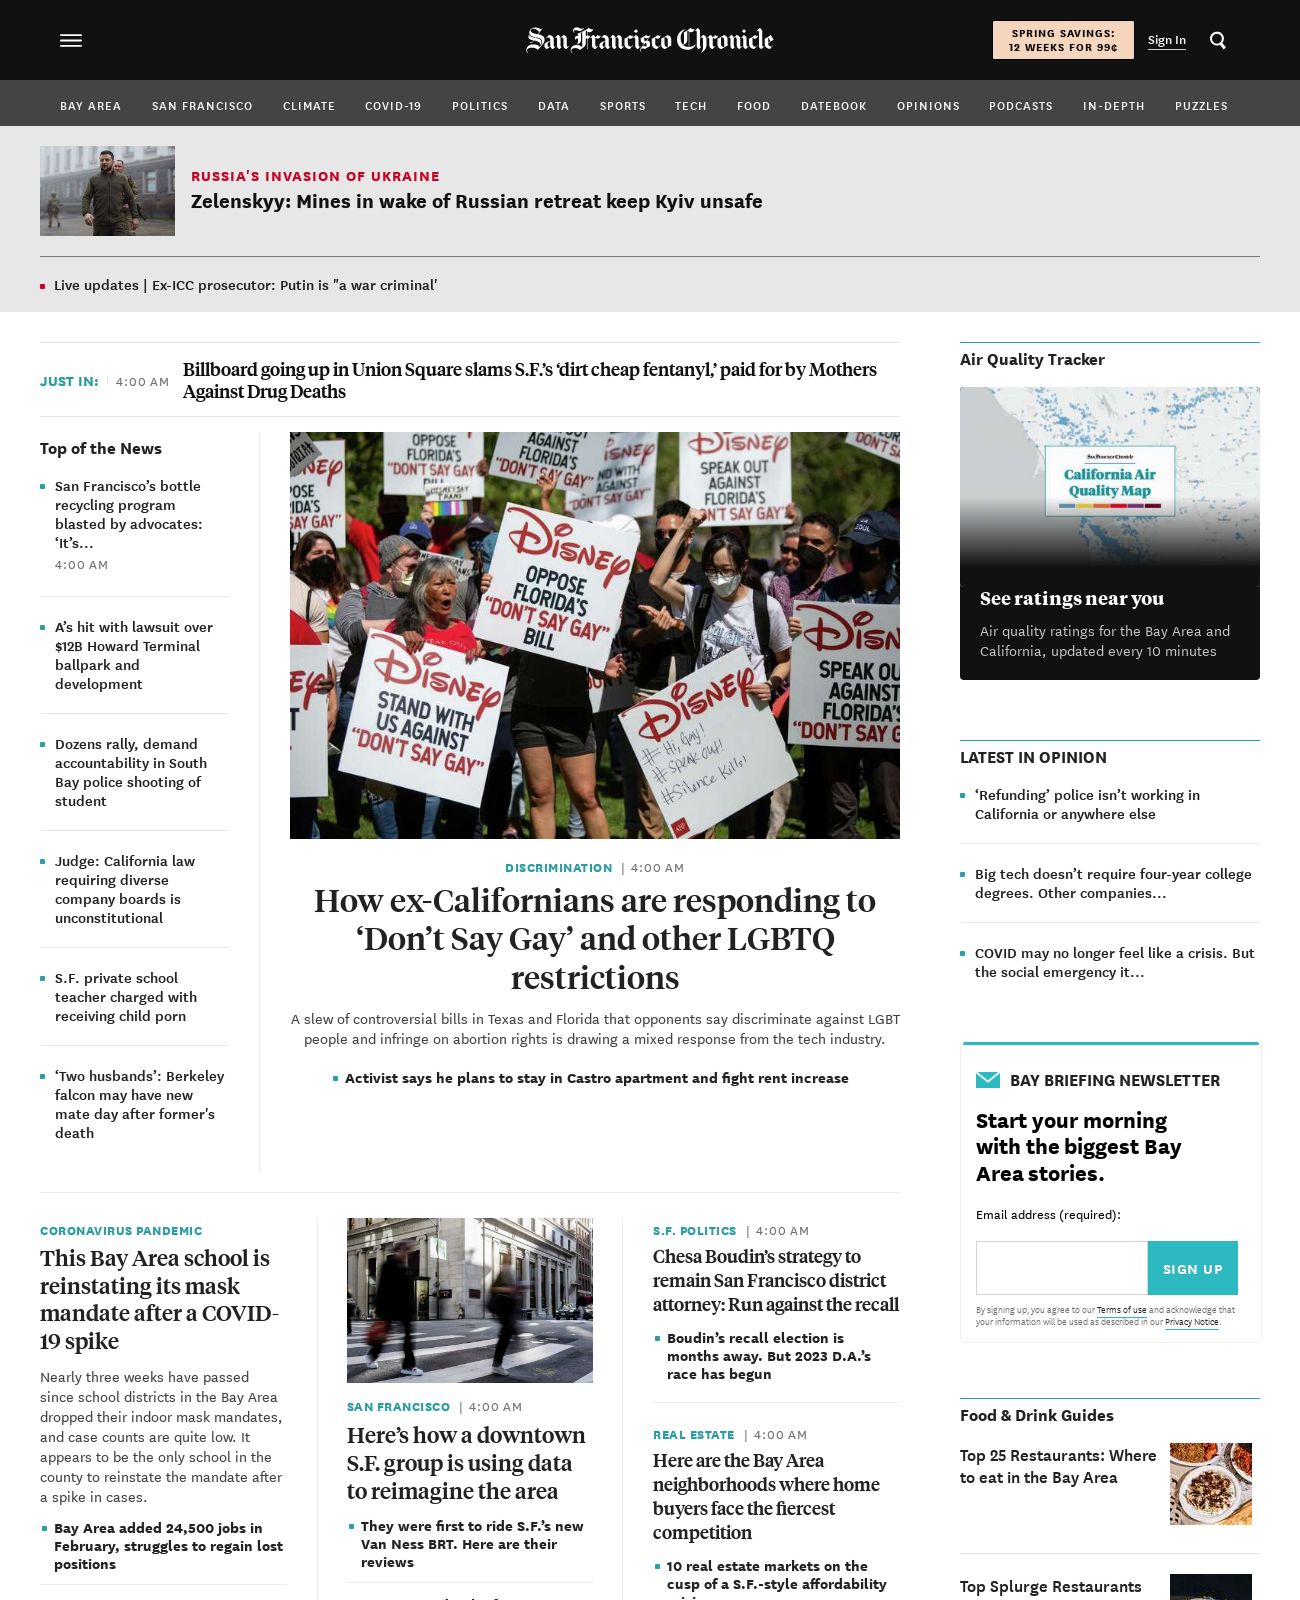 San Francisco Chronicle
SPRING SAVINGS:
12 WEEKS FOR 99¢
Sign In
BAY AREA SAN FRANCISCO CLIMATE COVID-19 POLITICS DATA SPORTS TECH FOOD DATEBOOK OPINIONS PODCASTS IN-DEPTH PUZZLES
RUSSIA'S INVASION OF UKRAINE
Zelenskyy: Mines in wake of Russian retreat keep Kyiv unsafe
Live updates | Ex-ICC prosecutor: Putin is "a war criminal'
JUST IN: 4:00 AM
Billboard going up in Union Square slams S.F.’s ‘dirt cheap fentanyl,’ paid for by Mothers
Against Drug Deaths
Top of the News
San Francisco’s bottle
recycling program
blasted by advocates:
‘It’s…
4:00 AM
A’s hit with lawsuit over
$12B Howard Terminal
ballpark and
development
Dozens rally, demand
accountability in South
Bay police shooting of
student
Judge: California law
requiring diverse
company boards is
unconstitutional
S.F. private school
teacher charged with
receiving child porn
‘Two husbands’: Berkeley
falcon may have new
mate day after former's
death
OPPOSE
FLORIDA'S
"DON'T SAY GAY"
AGAINST
FLORIDA'S
"DON'T SAY GAY"
DISNEY
SPEAK OUT
AGAINST
FLORIDA'S
"DON'T SAY GAY"
DISNEY
OPPOSE
FLORIDA'S
"DON'T SAY GAY"
BILL
DISNEY
STAND WITH
US AGAINST
"DON'T SAY GAY"
DISNEY
"DON'T SAY GAY"
# Hi, Gay!
# speak out!
#Silence Kills!
SPEAK OUT
AGAINST
FLORIDA'S
"DON'T SAY GAY"
DISCRIMINATION | 4:00 AM
How ex-Californians are responding to
‘Don’t Say Gay’ and other LGBTQ
restrictions
A slew of controversial bills in Texas and Florida that opponents say discriminate against LGBT
people and infringe on abortion rights is drawing a mixed response from the tech industry.
Activist says he plans to stay in Castro apartment and fight rent increase
CORONAVIRUS PANDEMIC
This Bay Area school is
reinstating its mask
mandate after a COVID-
19 spike
Nearly three weeks have passed
since school districts in the Bay Area
dropped their indoor mask mandates,
and case counts are quite low. It
appears to be the only school in the
county to reinstate the mandate after
a spike in cases.
Bay Area added 24,500 jobs in
February, struggles to regain lost
positions
SAN FRANCISCO | 4:00 AM
Here’s how a downtown
S.F. group is using data
to reimagine the area
They were first to ride S.F.’s new
Van Ness BRT. Here are their
reviews
S.F. POLITICS | 4:00 AM
Chesa Boudin’s strategy to
remain San Francisco district
attorney: Run against the recall
Boudin’s recall election is
months away. But 2023 D.A.’s
race has begun
REAL ESTATE | 4:00 AM
Here are the Bay Area
neighborhoods where home
buyers face the fiercest
competition
10 real estate markets on the
cusp of a S.F.-style affordability
Air Quality Tracker
San Francisco Chronicle
California Air
Quality Map
See ratings near you
Air quality ratings for the Bay Area and
California, updated every 10 minutes
LATEST IN OPINION
‘Refunding’ police isn’t working in
California or anywhere else
Big tech doesn’t require four-year college
degrees. Other companies…
COVID may no longer feel like a crisis. But
the social emergency it…
BAY BRIEFING NEWSLETTER
Start your morning
with the biggest Bay
Area stories.
Email address (required):
SIGN UP
By signing up, you agree to our Terms of use and acknowledge that
your information will be used as described in our Privacy Notice.
Food & Drink Guides
Top 25 Restaurants: Where
to eat in the Bay Area
Top Splurge Restaurants